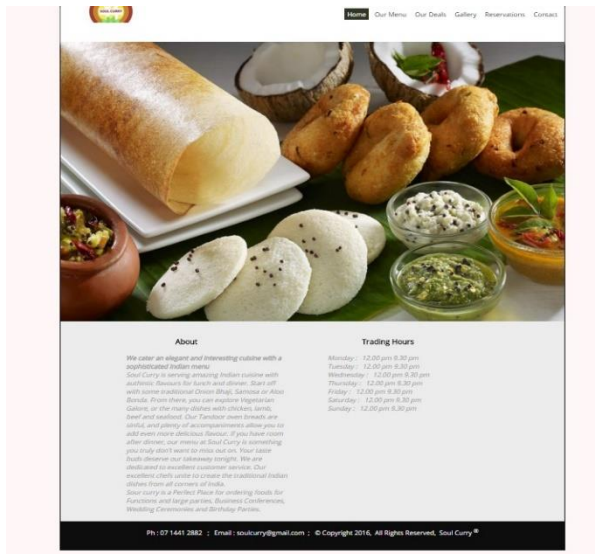 SOUL CURRY
Home Our Menu Our Deals Gallery Reservations Contact
About
We cater an elegant and interesting cuisine with a
sophisticated Indian menu
Soul Curry is serving amazing Indian cuisine with
authentic flavours for lunch and dinner. Start off
with some traditional Onion Bhaji, Samosa or Aloo
Bonda. From there, you can explore Vegetarian
Galore, or the many dishes with chicken, lamb,
beef and seafood. Our Tandoor oven breads are
sinful, and plenty of accompaniments allow you to
add even more delicious flavour. If you have room
after dinner, our menu at Soul Curry is something
you truly don't want to miss out on. Your taste
buds deserve our takeaway tonight. We are
dedicated to excellent customer service. Our
excellent chefs unite to create the traditional Indian
dishes from all corners of India.
Soul curry is a Perfect Place for ordering foods for
Functions and large parties, Business Conferences,
Wedding Ceremonies and Birthday Parties.
Trading Hours
Monday : 12.00 pm 9.30 pm
Tuesday : 12.00 pm 9.30 pm
Wednesday : 12.00 pm 9.30 pm
Thursday : 12.00 pm 9.30 pm
Friday : 12.00 pm 9.30 pm
Saturday : 12.00 pm 9.30 pm
Sunday : 12.00 pm 9.30 pm
Ph : 07 1441 2882 ; Email : soulcurry@gmail.com ; © Copyright 2016, All Rights Reserved, Soul Curry ®